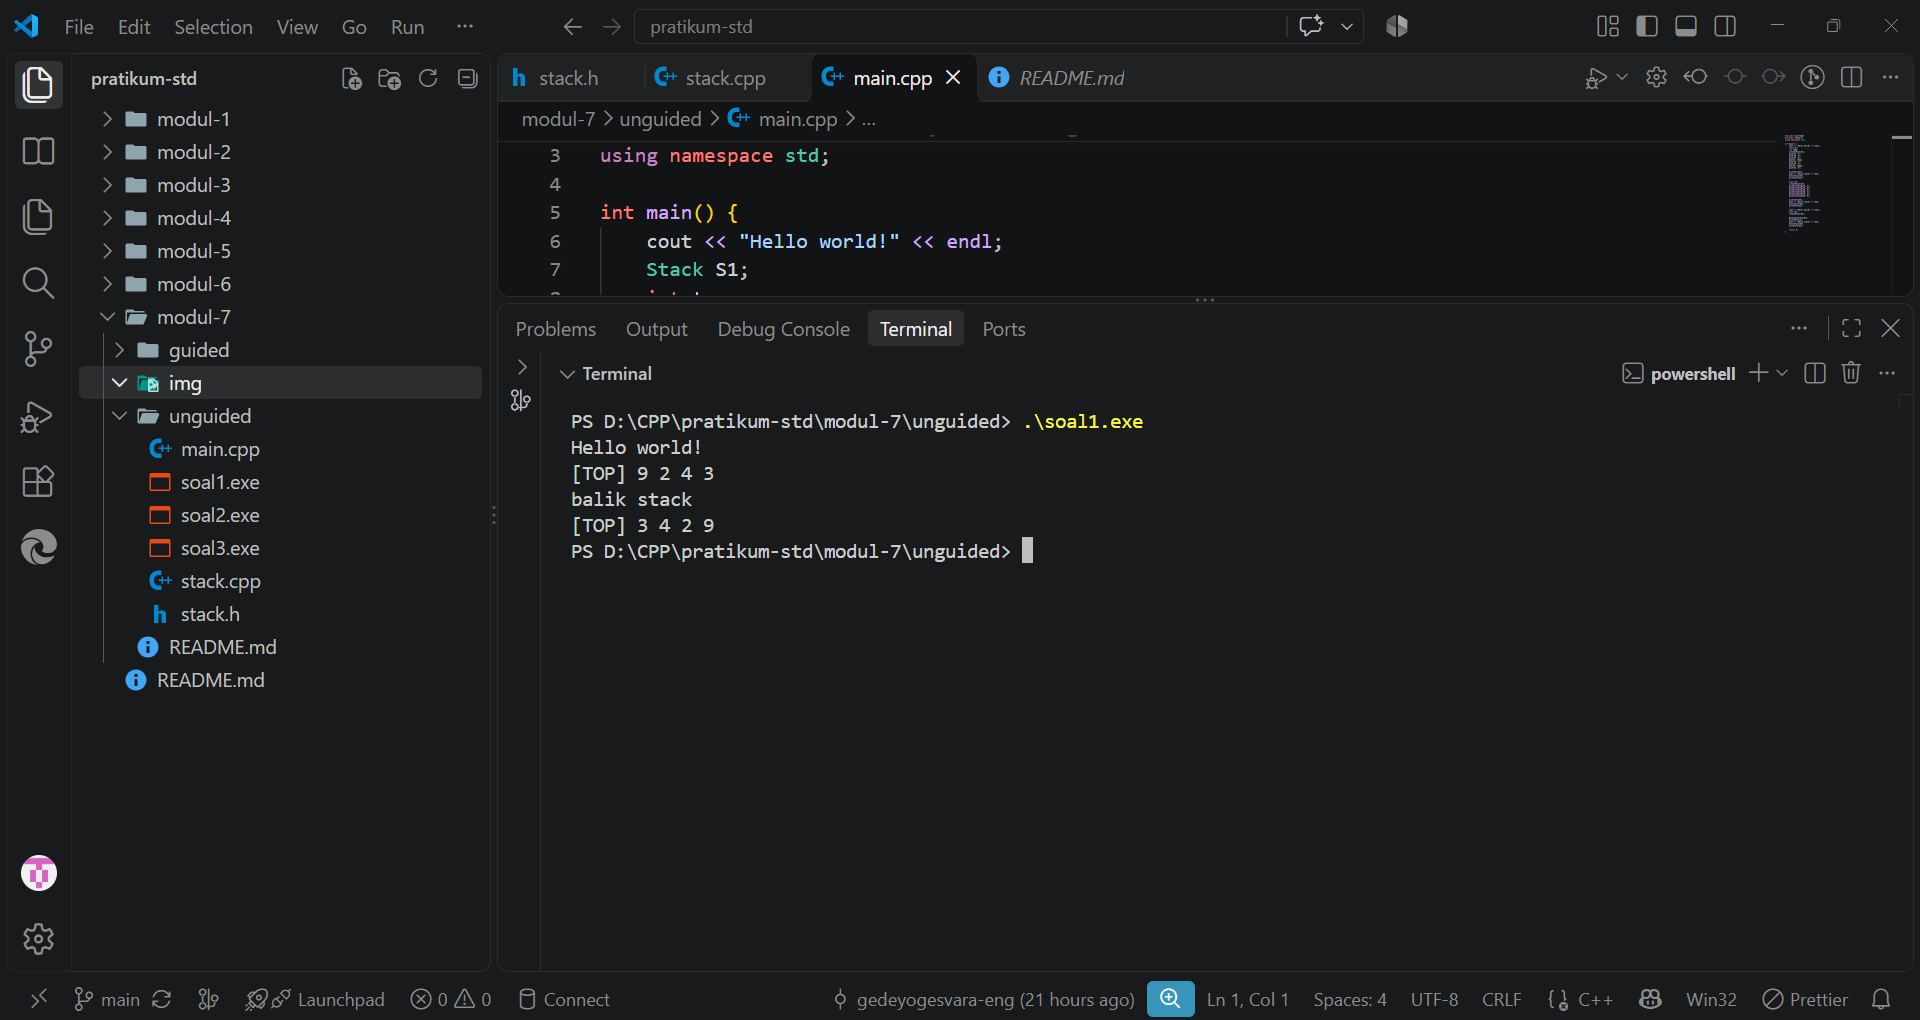 File Edit Selection View Go Run ···
pratikum-std
pratikum-std
modul-1
modul-2
modul-3
modul-4
modul-5
modul-6
modul-7
guided
img
unguided
main.cpp
soal1.exe
soal2.exe
soal3.exe
stack.cpp
stack.h
README.md
README.md
stack.h stack.cpp main.cpp README.md
modul-7 > unguided > main.cpp > ...
3 using namespace std;
4
5 int main() {
6 cout << "Hello world!" << endl;
7 Stack S1;
Problems Output Debug Console Terminal Ports
Terminal
powershell
PS D:\CPP\pratikum-std\modul-7\unguided> .\soal1.exe
Hello world!
[TOP] 9 2 4 3
balik stack
[TOP] 3 4 2 9
PS D:\CPP\pratikum-std\modul-7\unguided>
main Launchpad 0 0 Connect gedeyogesvara-eng (21 hours ago) Ln 1, Col 1 Spaces: 4 UTF-8 CRLF {} C++ Win32 Prettier